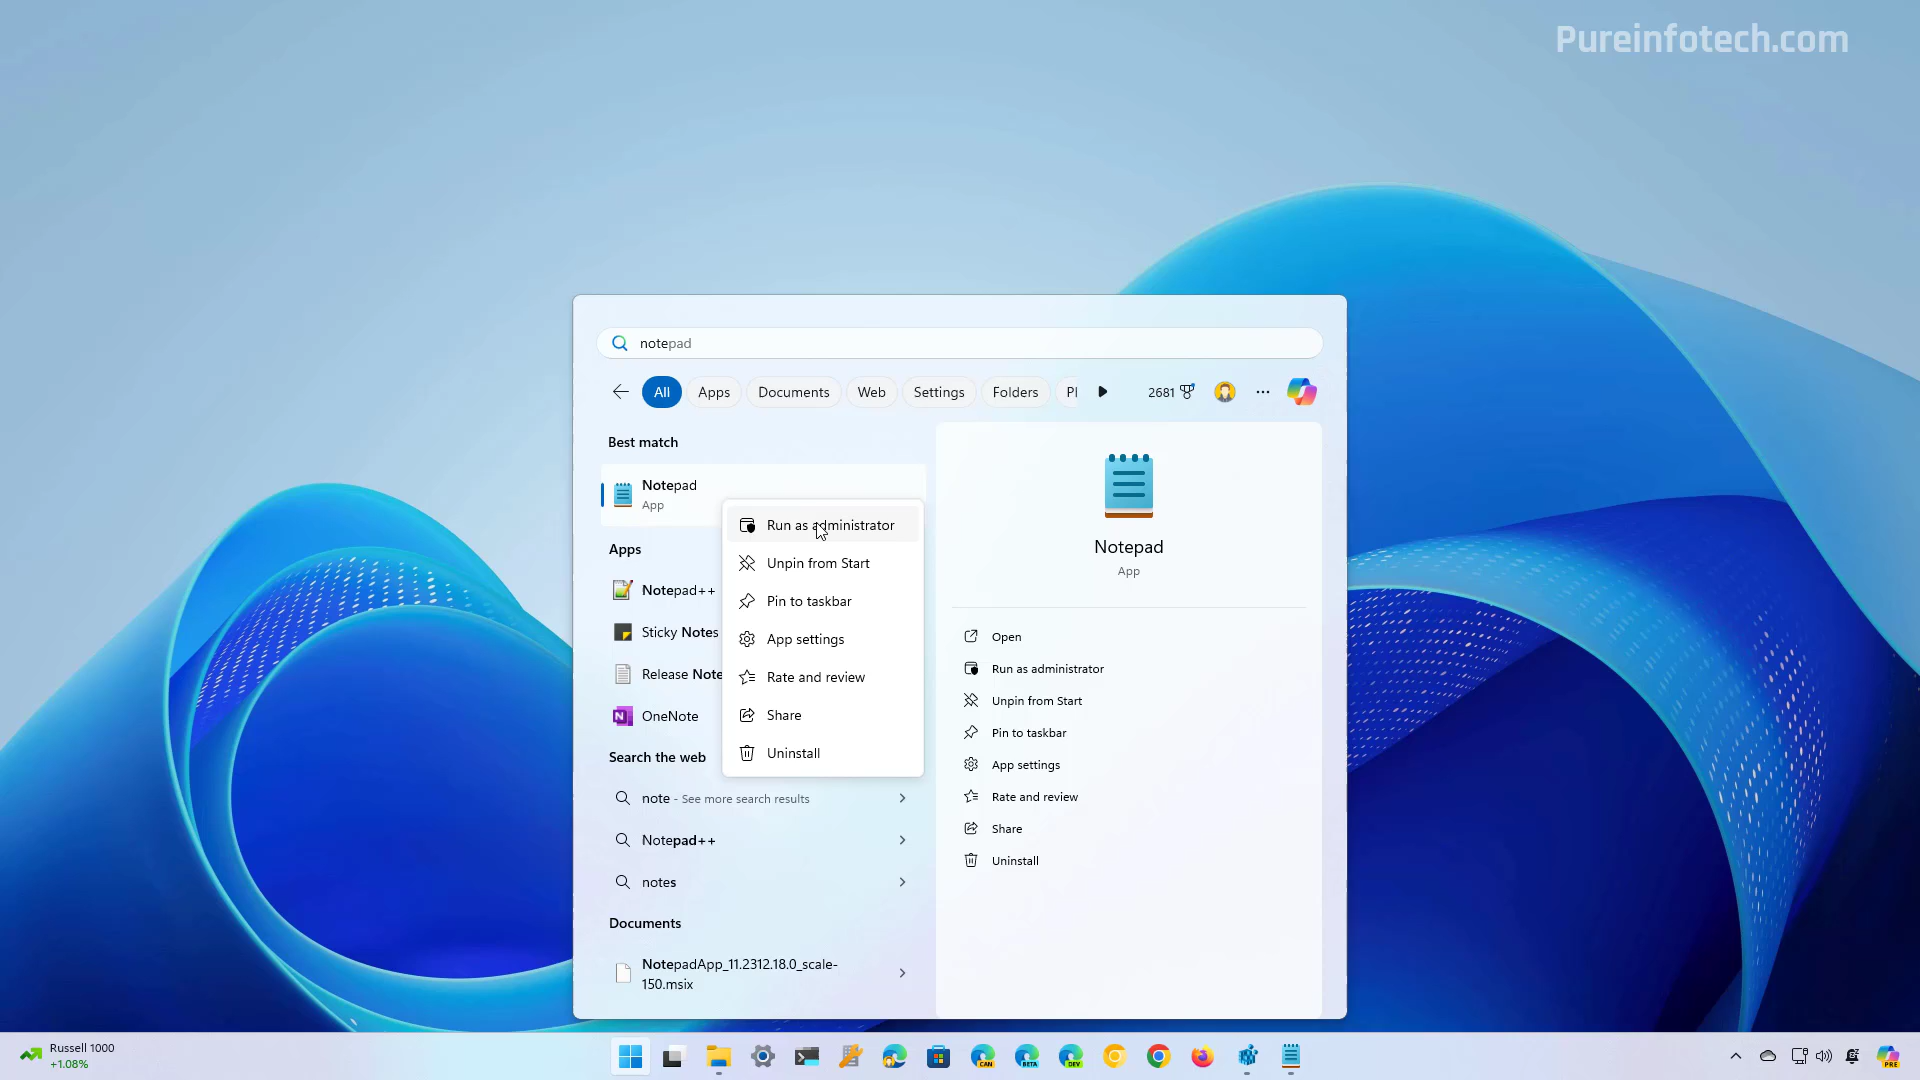 Pureinfotech.com
notepad
All
Apps
Documents
Web
Settings
Folders
2681
Best match
Notepad
App
Apps
Notepad++
Sticky Notes
Release Note
OneNote
Run as administrator
Unpin from Start
Pin to taskbar
App settings
Rate and review
Share
Uninstall
Search the web
note - See more search results
Notepad++
notes
Documents
NotepadApp_11.2312.18.0_scale-
150.msix
Notepad
App
Open
Run as administrator
Unpin from Start
Pin to taskbar
App settings
Rate and review
Share
Uninstall
Russell 1000
+1.08%
CAN
BETA
DEV
PRE